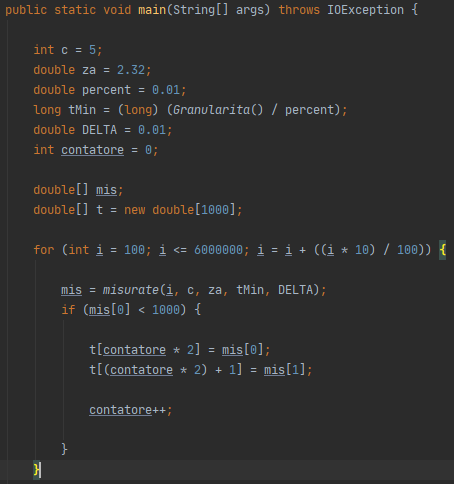 public static void main(String[] args) throws IOException {
int c = 5;
double za = 2.32;
double percent = 0.01;
long tMin = (long) (Granularita() / percent);
double DELTA = 0.01;
int contatore = 0;
double[] mis;
double[] t = new double[1000];
for (int i = 100; i <= 6000000; i = i + ((i * 10) / 100)) {
mis = misurate(i, c, za, tMin, DELTA);
if (mis[0] < 1000) {
t[contatore * 2] = mis[0];
t[(contatore * 2) + 1] = mis[1];
contatore++;
}
}